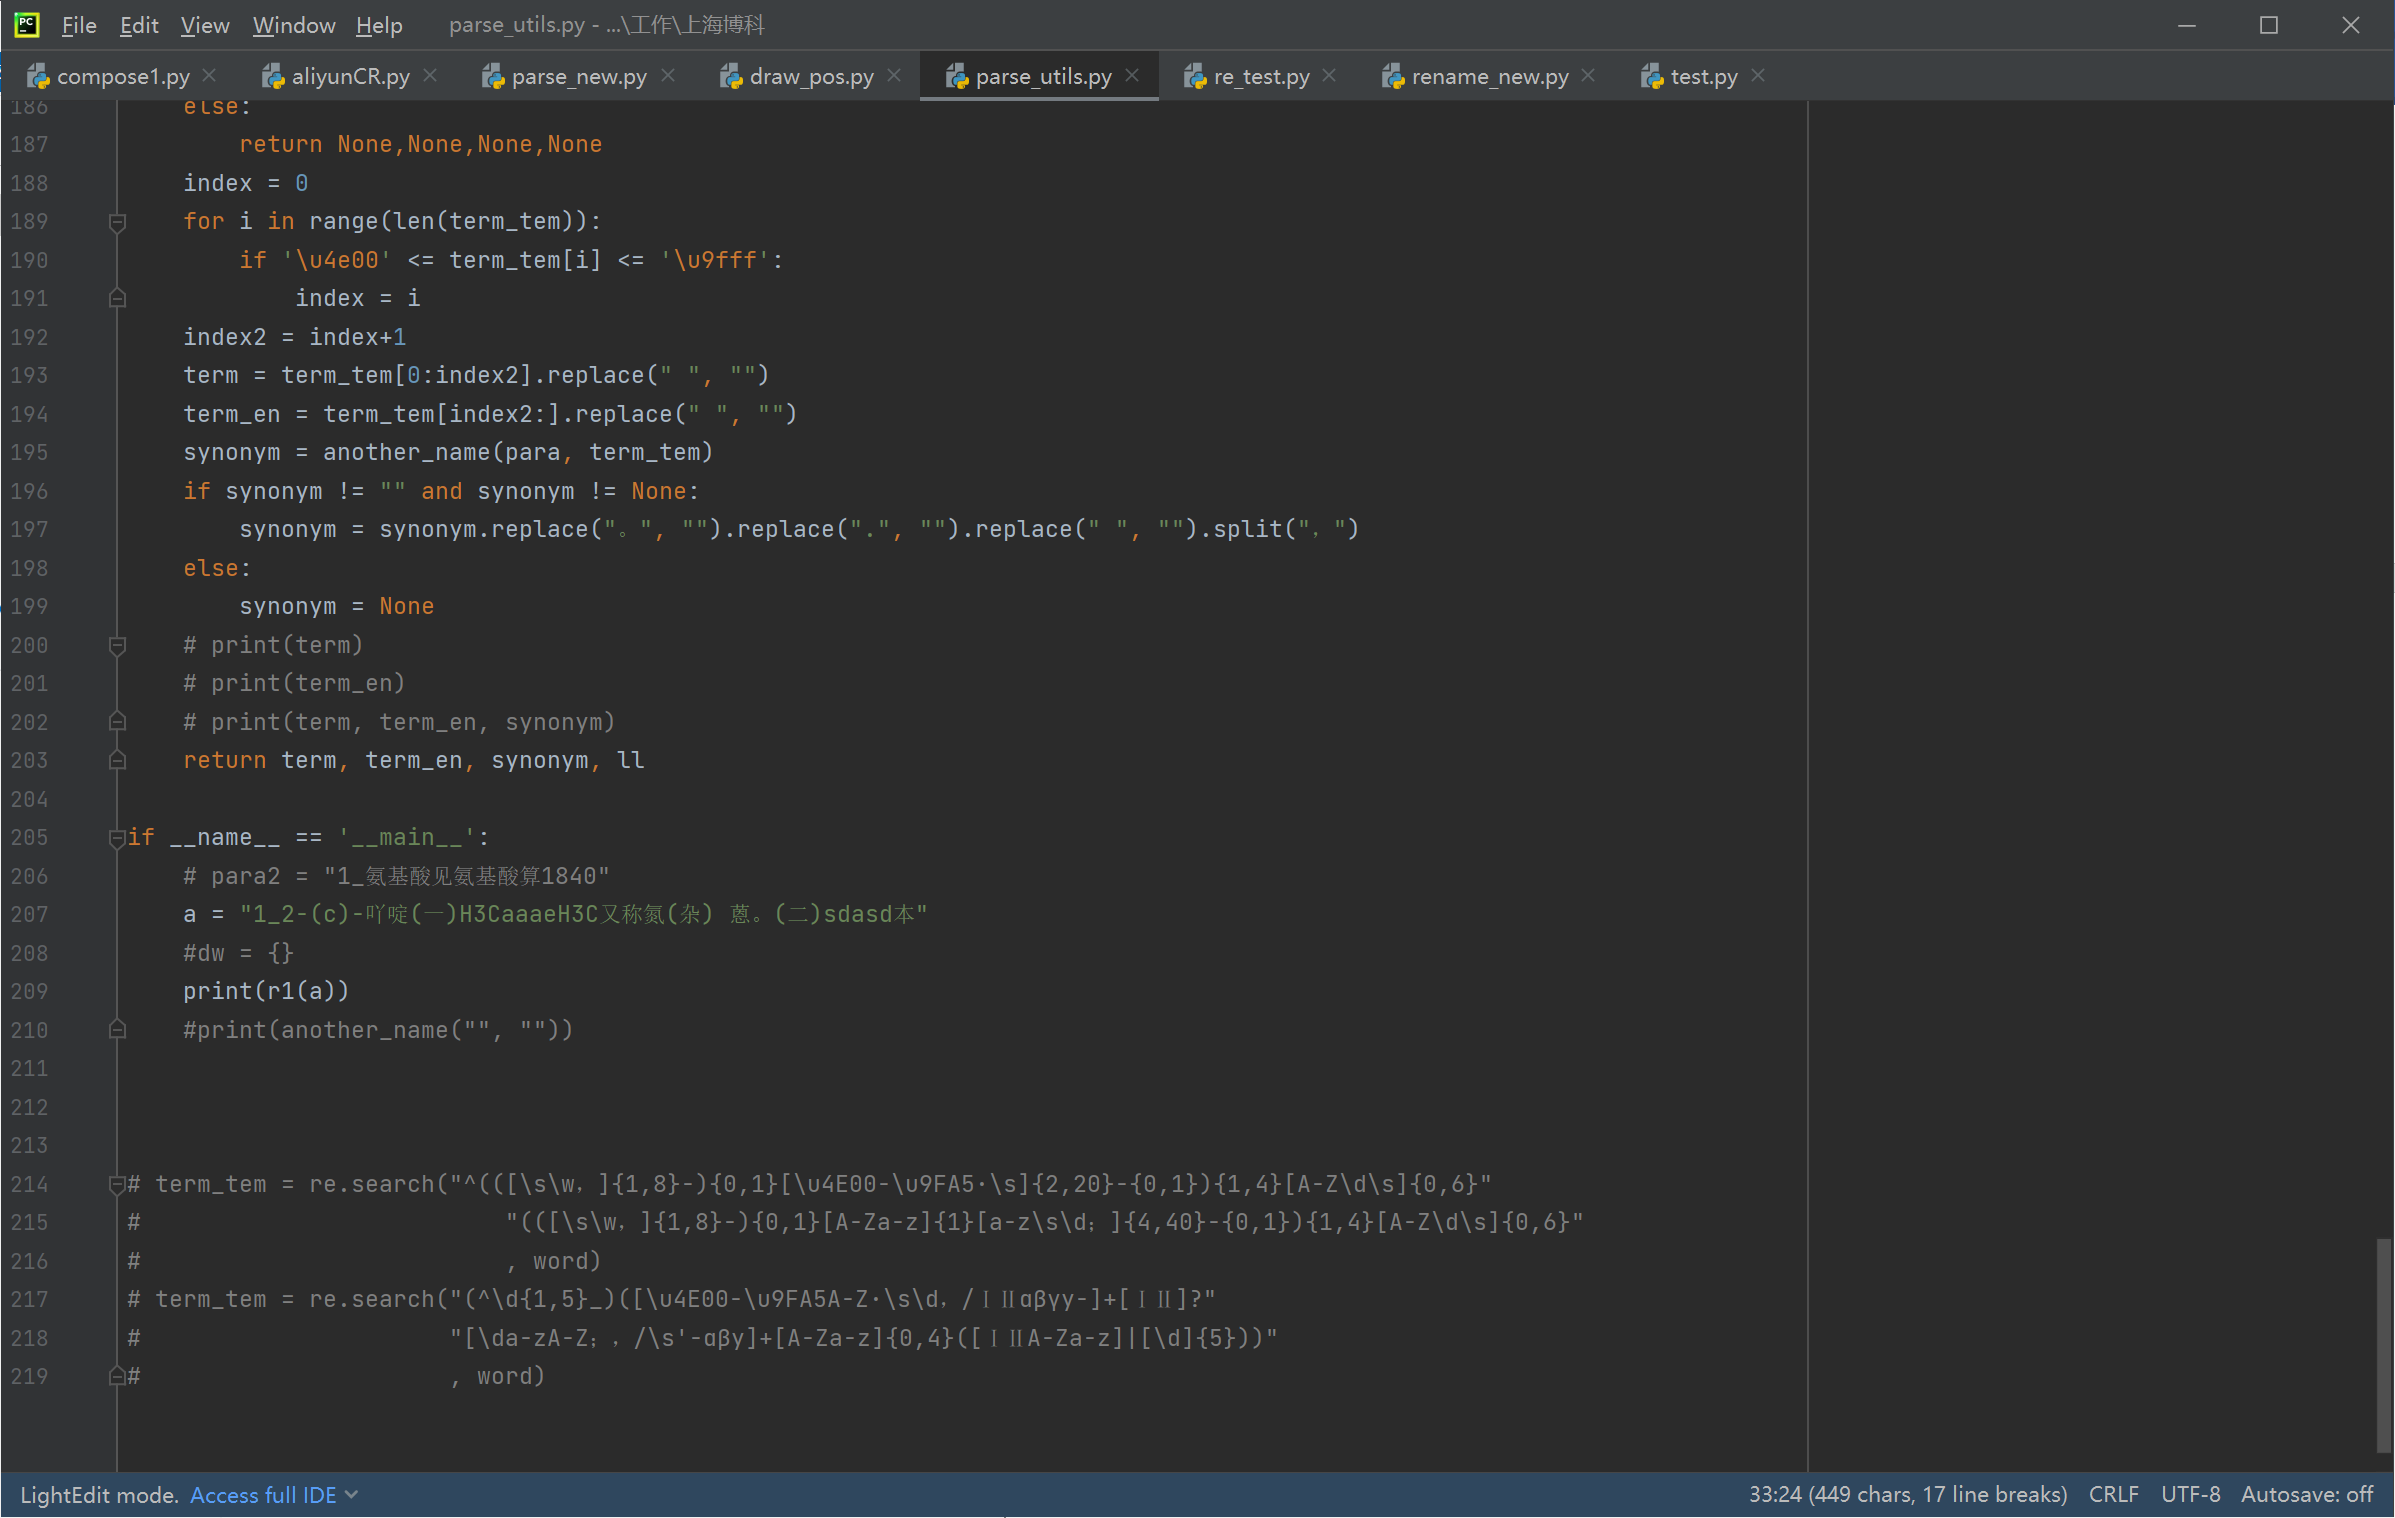 File Edit View Window Help parse_utils.py - ...\工作\上海博科
compose1.py aliyunCR.py parse_new.py draw_pos.py parse_utils.py re_test.py rename_new.py test.py
186 else:
187 return None,None,None,None
188 index = 0
189 for i in range(len(term_tem)):
190 if '\u4e00' <= term_tem[i] <= '\u9fff':
191 index = i
192 index2 = index+1
193 term = term_tem[0:index2].replace(" ", "")
194 term_en = term_tem[index2:].replace(" ", "")
195 synonym = another_name(para, term_tem)
196 if synonym != "" and synonym != None:
197 synonym = synonym.replace("。", "").replace(".", "").replace(" ", "").split("，")
198 else:
199 synonym = None
200 # print(term)
201 # print(term_en)
202 # print(term, term_en, synonym)
203 return term, term_en, synonym, ll
204
205 if __name__ == '__main__':
206 # para2 = "1_氨基酸见氨基酸算1840"
207 a = "1_2-(c)-吖啶(一)H3CaaaeH3C又称氮(杂) 蒽。(二)sdasd本"
208 #dw = {}
209 print(r1(a))
210 #print(another_name("", ""))
211
212
213
214 # term_tem = re.search("^(([\s\w，]{1,8}-){0,1}[\u4E00-\u9FA5·\s]{2,20}-{0,1}){1,4}[A-Z\d\s]{0,6}"
215 # "(([\s\w，]{1,8}-){0,1}[A-Za-z]{1}[a-z\s\d；]{4,40}-{0,1}){1,4}[A-Z\d\s]{0,6}"
216 # , word)
217 # term_tem = re.search("(^\d{1,5}_)([\u4E00-\u9FA5A-Z·\s\d，/ⅠⅡαβγy-]+[ⅠⅡ]?"
218 # "[\da-zA-Z；，/\s'-αβγ]+[A-Za-z]{0,4}([ⅠⅡA-Za-z]|[\d]{5}))"
219 # , word)
LightEdit mode. Access full IDE 33:24 (449 chars, 17 line breaks) CRLF UTF-8 Autosave: off